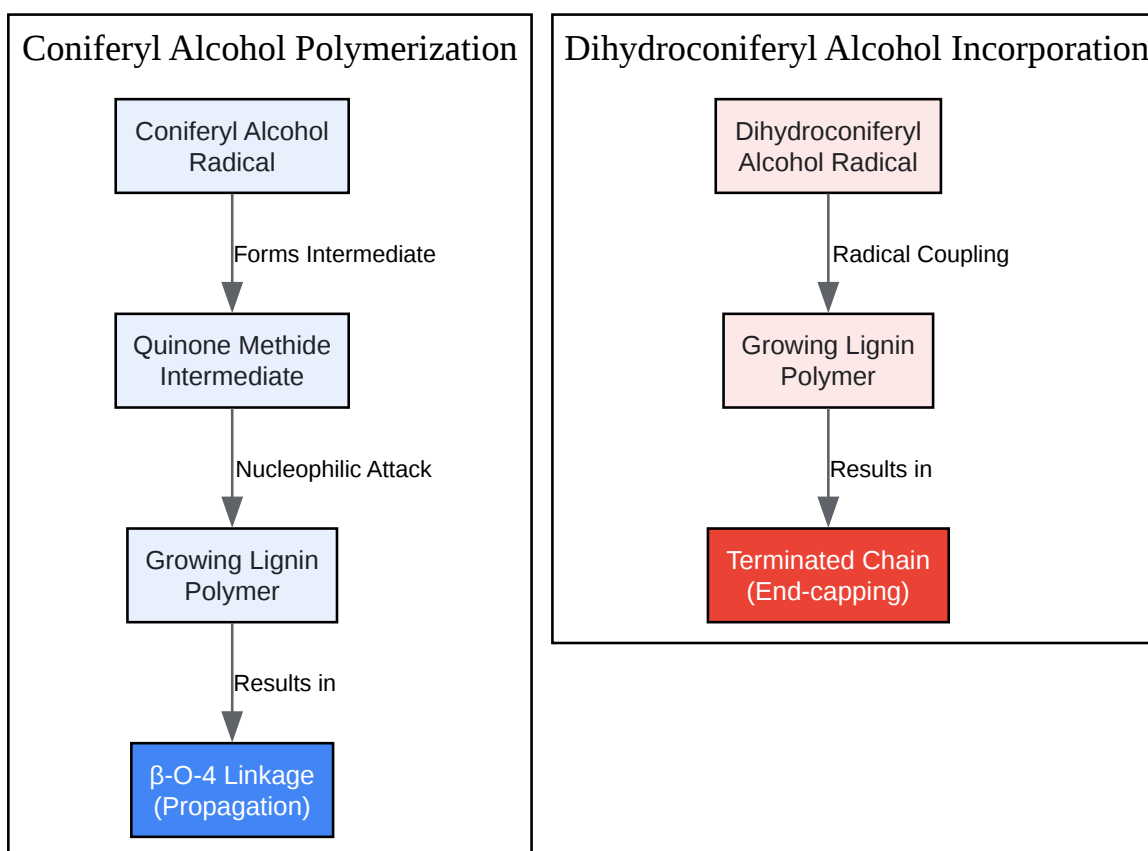 Coniferyl Alcohol Polymerization
Coniferyl Alcohol
Radical
Forms Intermediate
Quinone Methide
Intermediate
Nucleophilic Attack
Growing Lignin
Polymer
Results in
β-O-4 Linkage
(Propagation)
Dihydroconiferyl Alcohol Incorporation
Dihydroconiferyl
Alcohol Radical
Radical Coupling
Growing Lignin
Polymer
Results in
Terminated Chain
(End-capping)